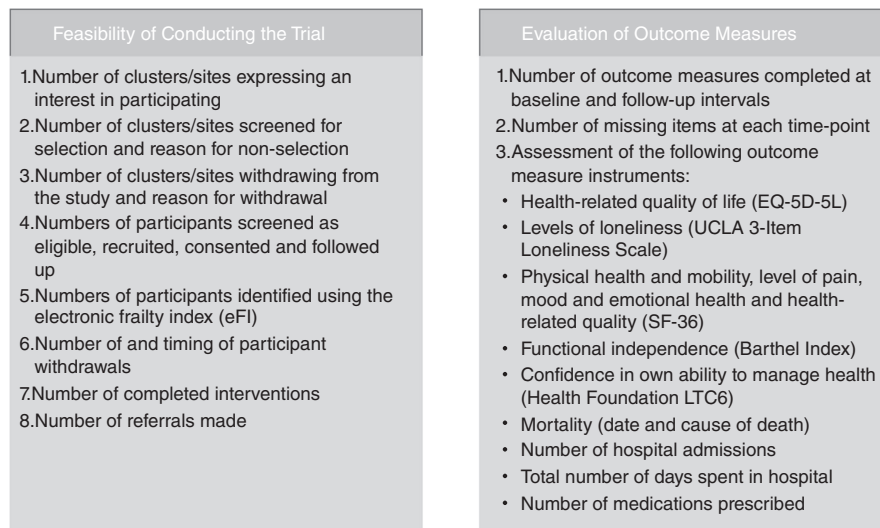 Feasibility of Conducting the Trial
1.Number of clusters/sites expressing an
interest in participating
2.Number of clusters/sites screened for
selection and reason for non-selection
3.Number of clusters/sites withdrawing from
the study and reason for withdrawal
4.Numbers of participants screened as
eligible, recruited, consented and followed
up
5.Numbers of participants identified using the
electronic frailty index (eFI)
6.Number of and timing of participant
withdrawals
7.Number of completed interventions
8.Number of referrals made
Evaluation of Outcome Measures
1.Number of outcome measures completed at
baseline and follow-up intervals
2.Number of missing items at each time-point
3.Assessment of the following outcome
measure instruments:
• Health-related quality of life (EQ-5D-5L)
• Levels of loneliness (UCLA 3-Item
Loneliness Scale)
• Physical health and mobility, level of pain,
mood and emotional health and health-
related quality (SF-36)
• Functional independence (Barthel Index)
• Confidence in own ability to manage health
(Health Foundation LTC6)
• Mortality (date and cause of death)
• Number of hospital admissions
• Total number of days spent in hospital
• Number of medications prescribed